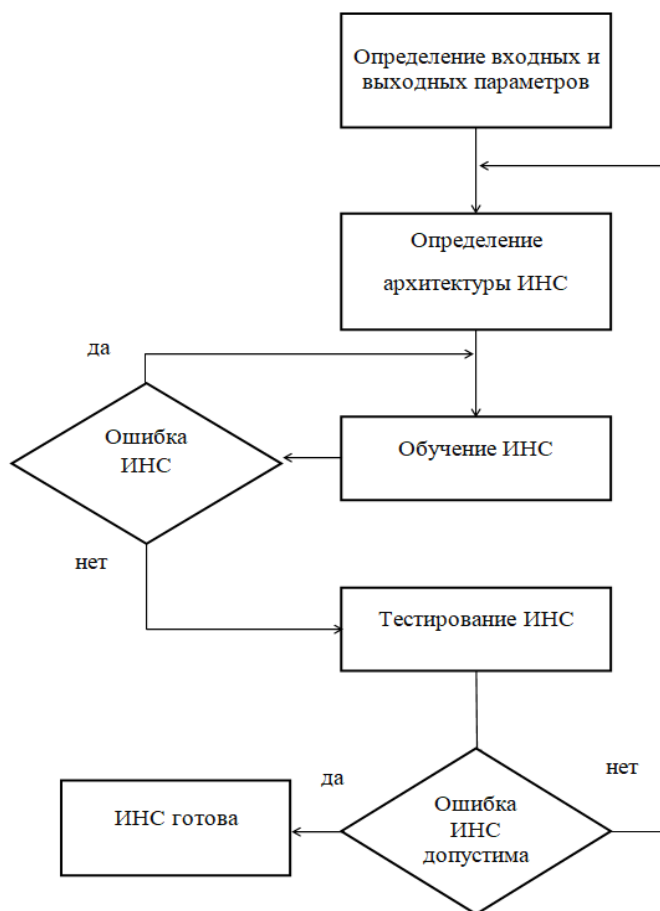 Определение входных и
выходных параметров
Определение
архитектуры ИНС
да
Ошибка
ИНС
Обучение ИНС
нет
Тестирование ИНС
ИНС готова
да
Ошибка
ИНС
допустима
нет